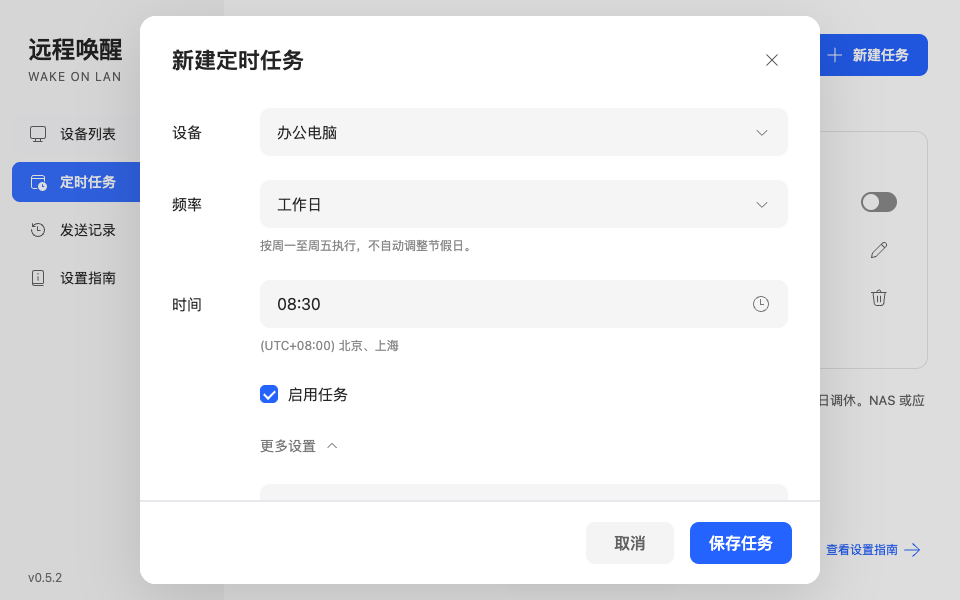 远程唤醒
WAKE ON LAN
设备列表
定时任务
发送记录
设置指南
v0.5.2
新建定时任务
设备
办公电脑
频率
工作日
按周一至周五执行，不自动调整节假日。
时间
08:30
(UTC+08:00) 北京、上海
启用任务
更多设置
取消
保存任务
新建任务
日调休。NAS 或应
查看设置指南